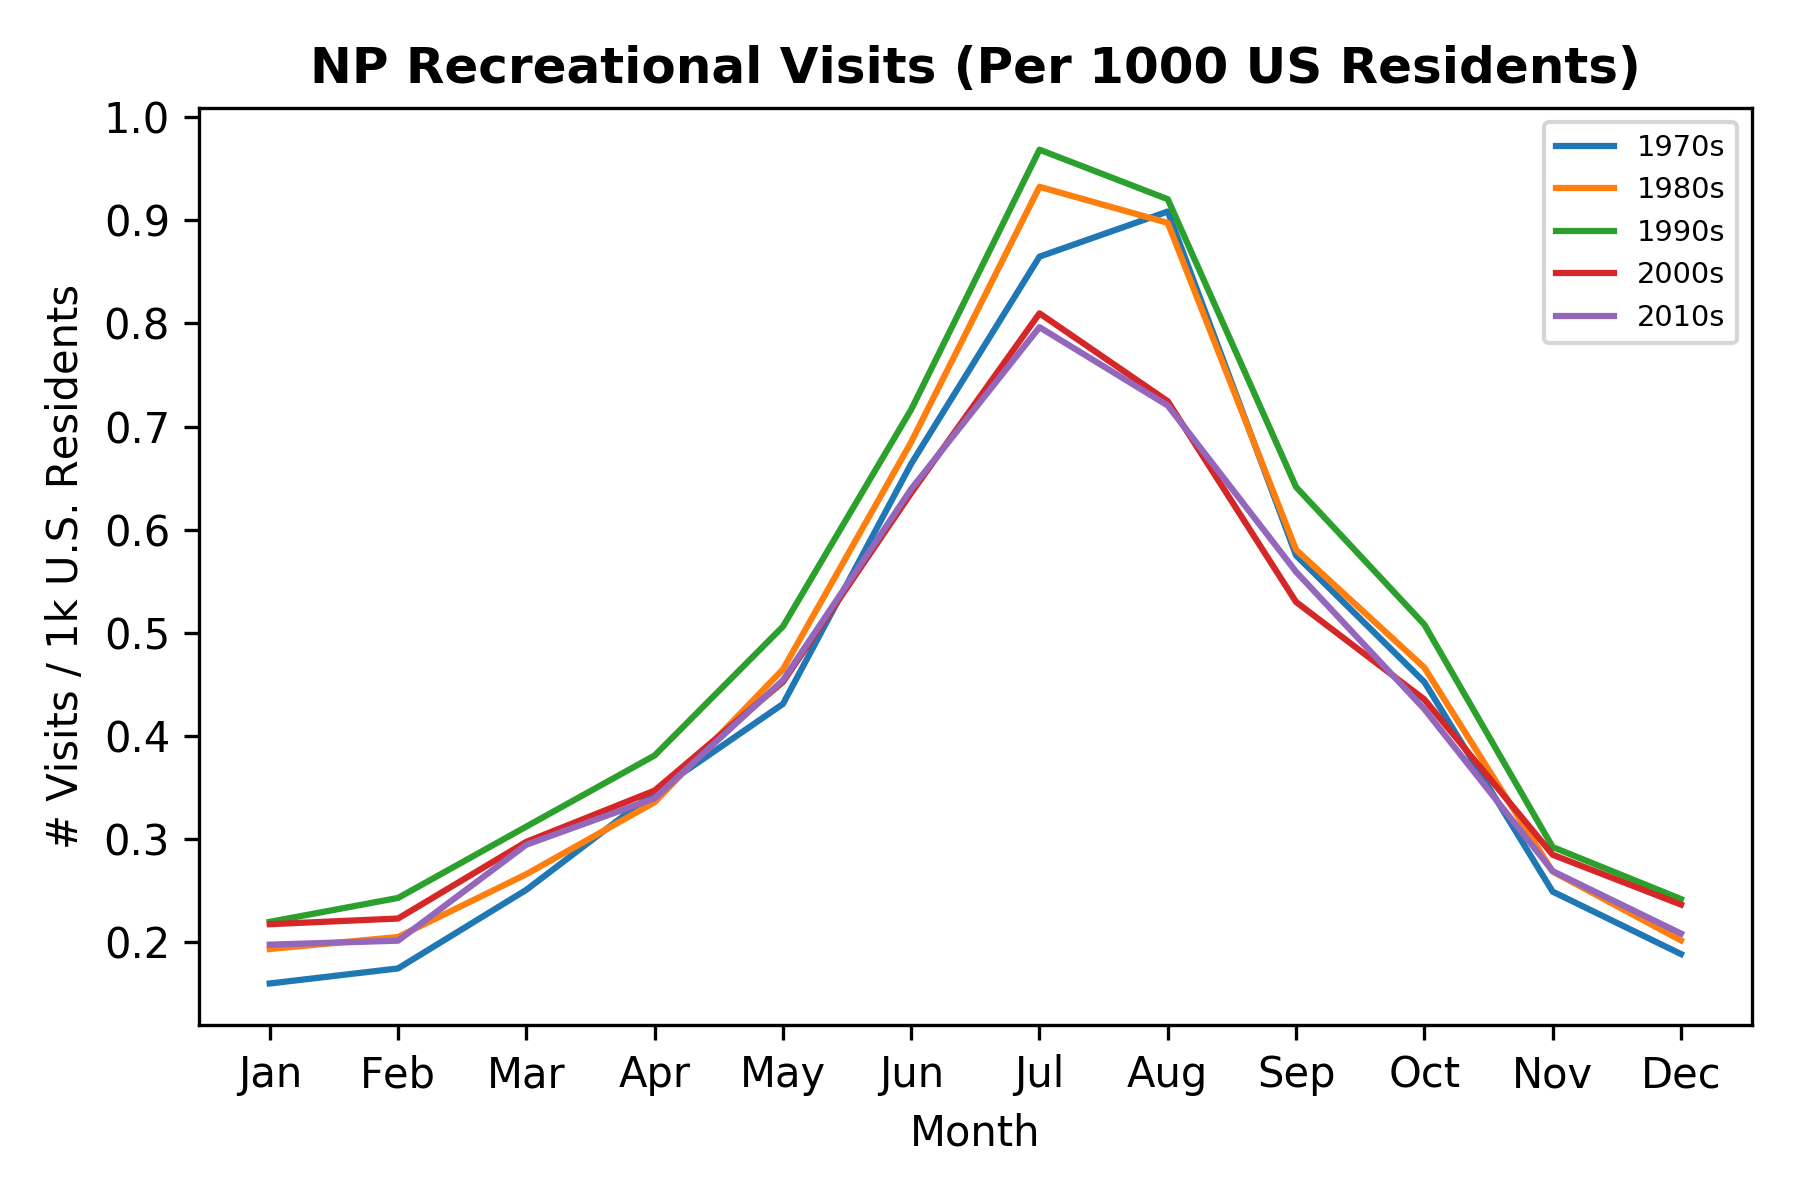 NP Recreational Visits (Per 1000 US Residents)
1.0
0.9
0.8
0.7
0.6
0.5
0.4
0.3
0.2
# Visits / 1k U.S. Residents
1970s
1980s
1990s
2000s
2010s
Jan Feb Mar Apr May Jun Jul Aug Sep Oct Nov Dec
Month